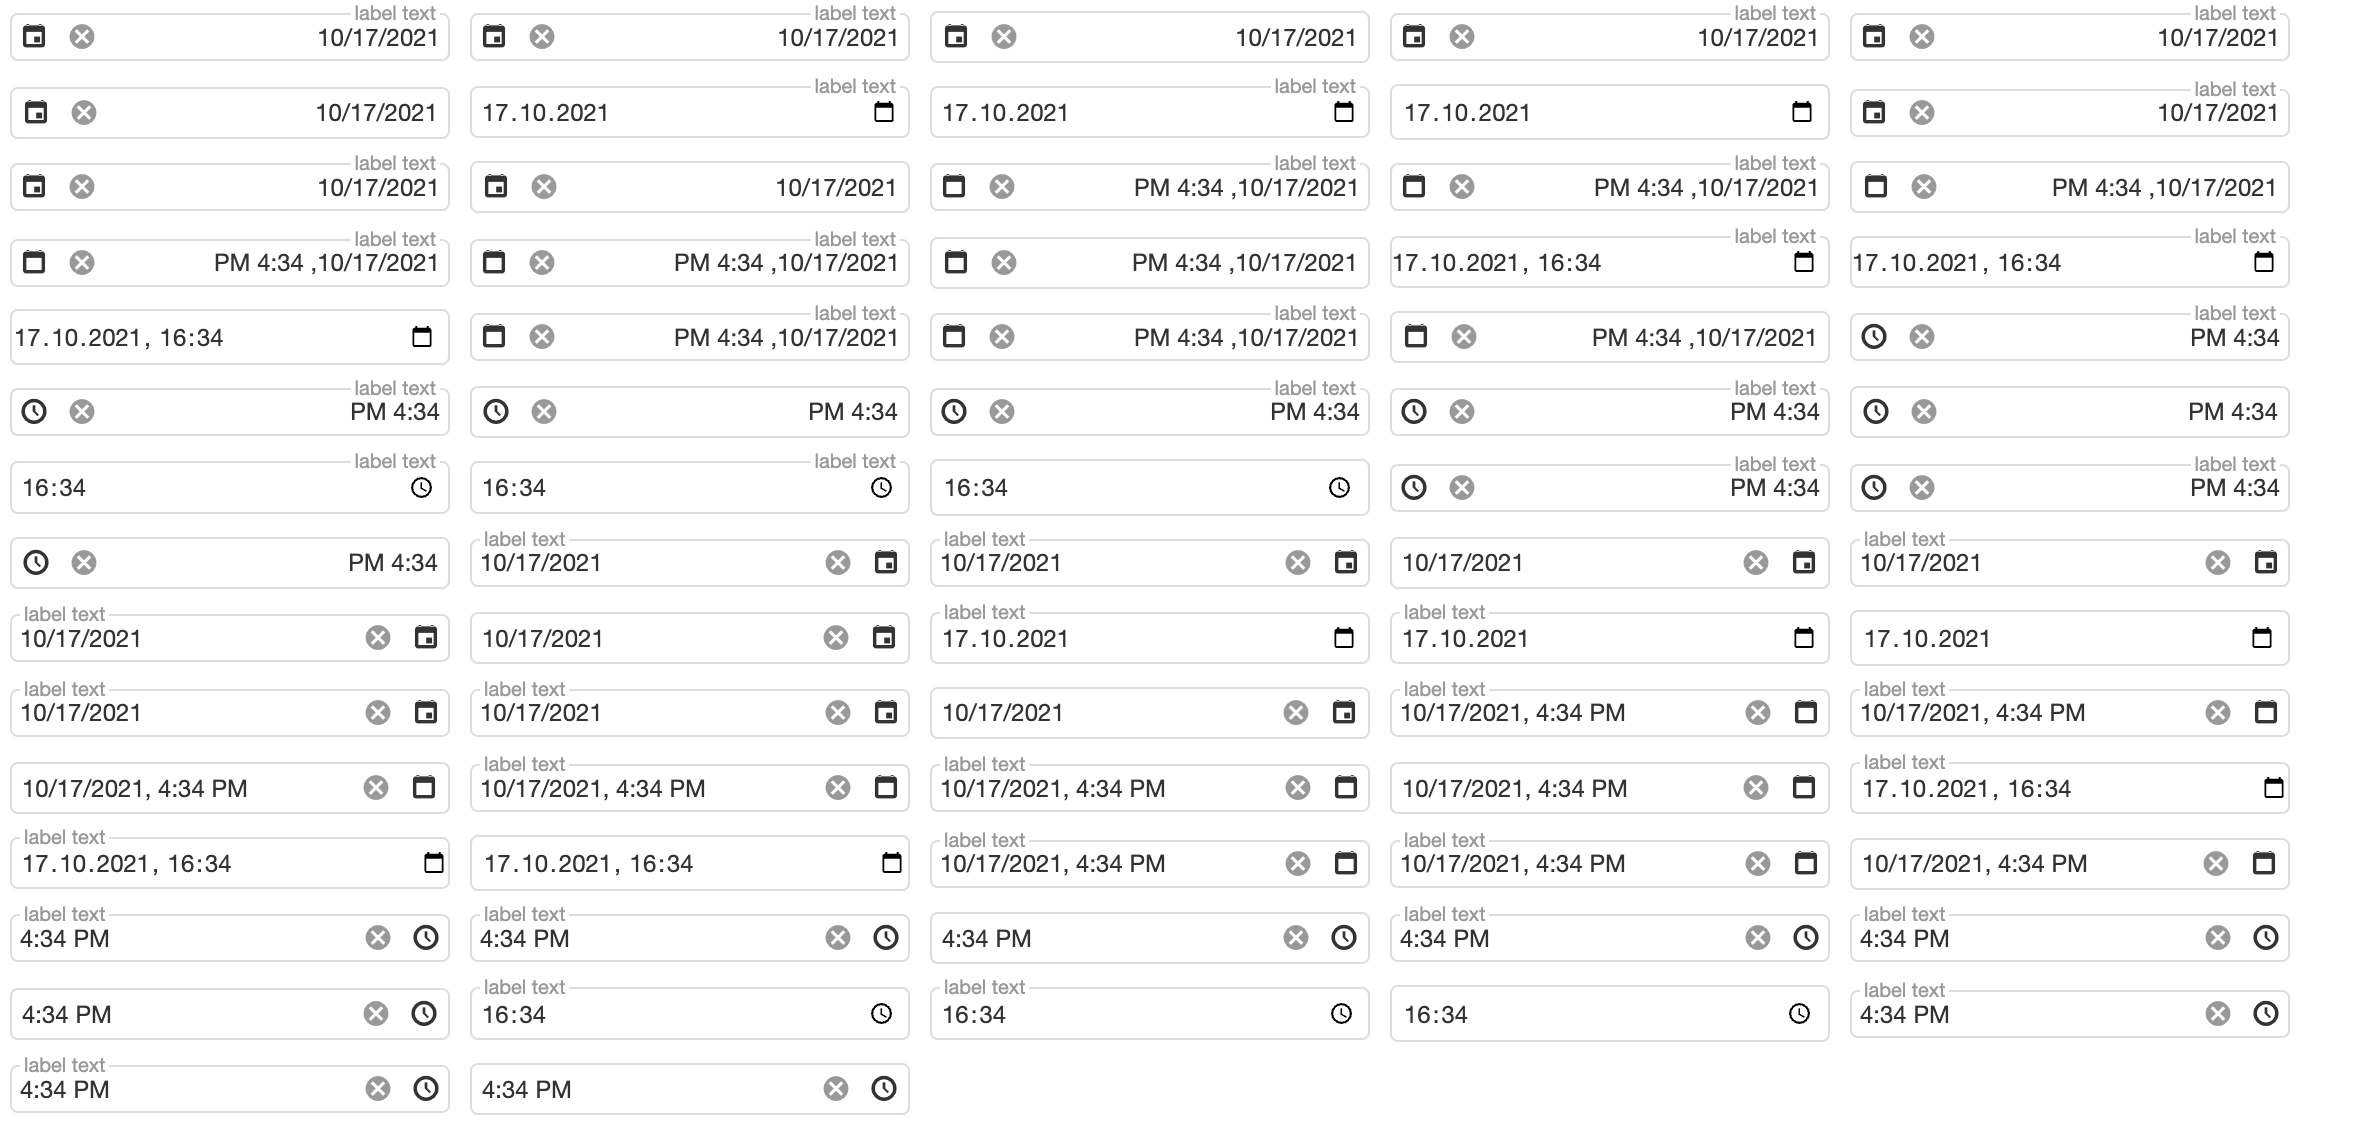 label text
10/17/2021
label text
10/17/2021
10/17/2021
label text
10/17/2021
label text
10/17/2021
10/17/2021
label text
17.10.2021
label text
17.10.2021
17.10.2021
label text
10/17/2021
label text
10/17/2021
10/17/2021
label text
PM 4:34 ,10/17/2021
label text
PM 4:34 ,10/17/2021
PM 4:34 ,10/17/2021
label text
PM 4:34 ,10/17/2021
label text
PM 4:34 ,10/17/2021
PM 4:34 ,10/17/2021
label text
17.10.2021, 16:34
label text
17.10.2021, 16:34
17.10.2021, 16:34
label text
PM 4:34 ,10/17/2021
label text
PM 4:34 ,10/17/2021
PM 4:34 ,10/17/2021
label text
PM 4:34
label text
PM 4:34
PM 4:34
label text
PM 4:34
label text
PM 4:34
PM 4:34
label text
16:34
label text
16:34
16:34
label text
PM 4:34
label text
PM 4:34
PM 4:34
label text
10/17/2021
label text
10/17/2021
10/17/2021
label text
10/17/2021
label text
10/17/2021
10/17/2021
label text
17.10.2021
label text
17.10.2021
17.10.2021
label text
10/17/2021
label text
10/17/2021
10/17/2021
label text
10/17/2021, 4:34 PM
label text
10/17/2021, 4:34 PM
10/17/2021, 4:34 PM
label text
10/17/2021, 4:34 PM
label text
10/17/2021, 4:34 PM
10/17/2021, 4:34 PM
label text
17.10.2021, 16:34
label text
17.10.2021, 16:34
17.10.2021, 16:34
label text
10/17/2021, 4:34 PM
label text
10/17/2021, 4:34 PM
10/17/2021, 4:34 PM
label text
4:34 PM
label text
4:34 PM
4:34 PM
label text
4:34 PM
label text
4:34 PM
4:34 PM
label text
16:34
label text
16:34
16:34
label text
4:34 PM
label text
4:34 PM
4:34 PM